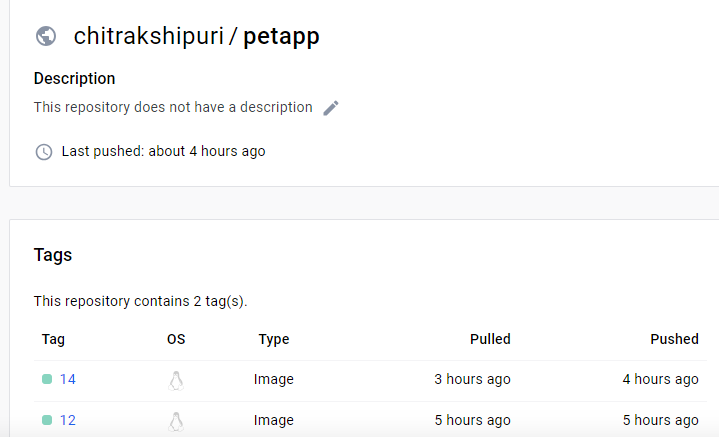 chitrakshipuri / petapp
Description
This repository does not have a description
Last pushed: about 4 hours ago
Tags
This repository contains 2 tag(s).
Tag OS Type Pulled Pushed
14 Image 3 hours ago 4 hours ago
12 Image 5 hours ago 5 hours ago